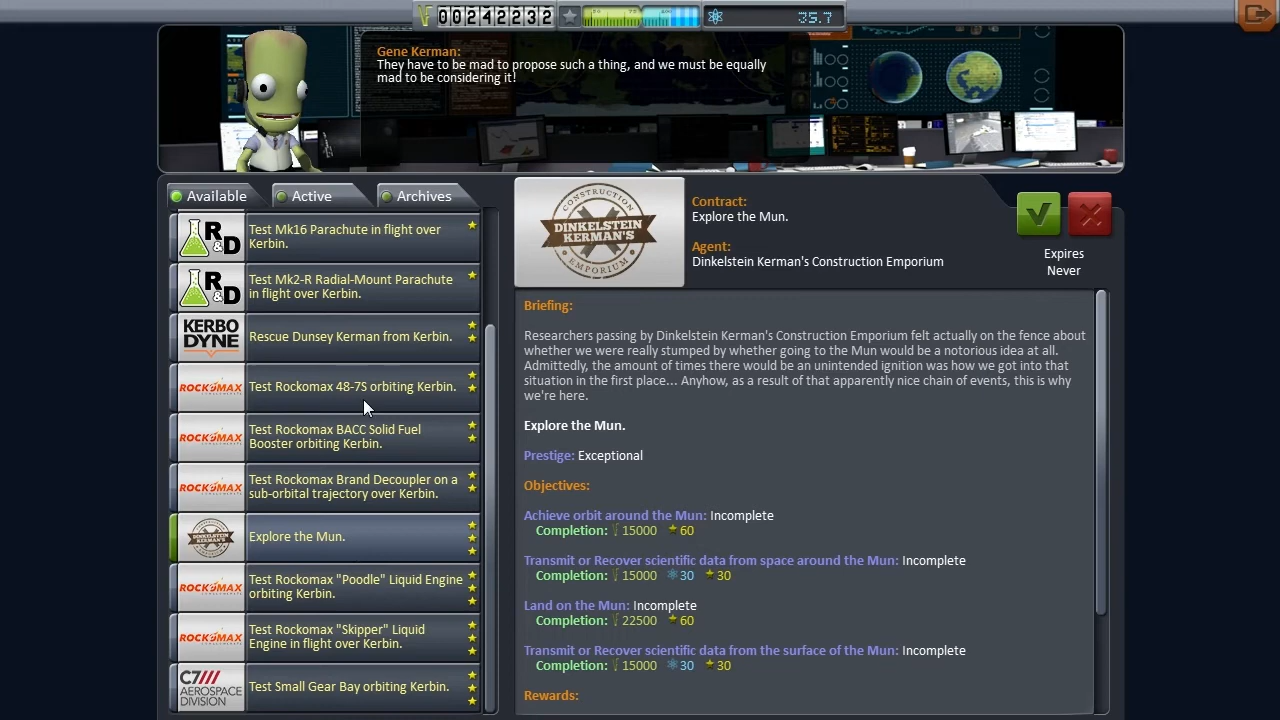 00242232
35.7
Gene Kerman:
They have to be mad to propose such a thing, and we must be equally
mad to be considering it!
Available
Active
Archives
R&D
Test Mk16 Parachute in flight over
Kerbin.
R&D
Test Mk2-R Radial-Mount Parachute
in flight over Kerbin.
KERBO
DYNE
Rescue Dunsey Kerman from Kerbin.
ROCKOMAX
Test Rockomax 48-7S orbiting Kerbin.
ROCKOMAX
Test Rockomax BACC Solid Fuel
Booster orbiting Kerbin.
ROCKOMAX
Test Rockomax Brand Decoupler on a
sub-orbital trajectory over Kerbin.
DINKELSTEIN
Explore the Mun.
ROCKOMAX
Test Rockomax "Poodle" Liquid Engine
orbiting Kerbin.
ROCKOMAX
Test Rockomax "Skipper" Liquid
Engine in flight over Kerbin.
C7///
AEROSPACE
DIVISION
Test Small Gear Bay orbiting Kerbin.
CONSTRUCTION
DINKELSTEIN
KERMAN'S
EMPORIUM
Contract:
Explore the Mun.
Agent:
Dinkelstein Kerman's Construction Emporium
Expires
Never
Briefing:
Researchers passing by Dinkelstein Kerman's Construction Emporium felt actually on the fence about
whether we were really stumped by whether going to the Mun would be a notorious idea at all.
Admittedly, the amount of times there would be an unintended ignition was how we got into that
situation in the first place... Anyhow, as a result of that apparently nice chain of events, this is why
we're here.
Explore the Mun.
Prestige: Exceptional
Objectives:
Achieve orbit around the Mun: Incomplete
Completion: 15000 60
Transmit or Recover scientific data from space around the Mun: Incomplete
Completion: 15000 30 30
Land on the Mun: Incomplete
Completion: 22500 60
Transmit or Recover scientific data from the surface of the Mun: Incomplete
Completion: 15000 30 30
Rewards: